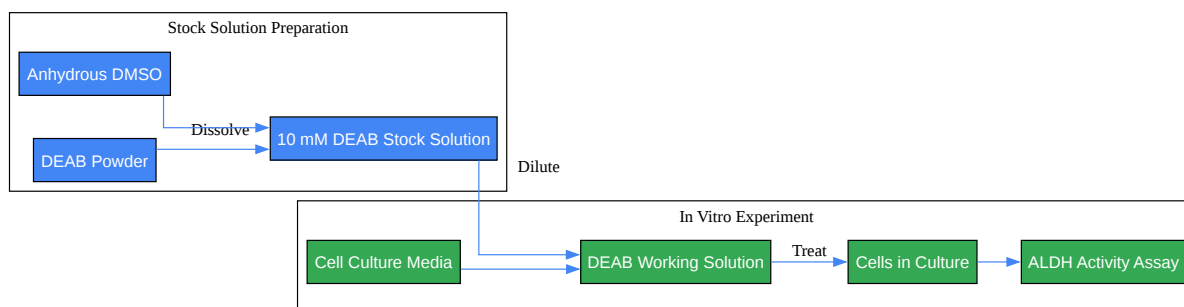 Stock Solution Preparation
Anhydrous DMSO
Dissolve
10 mM DEAB Stock Solution
DEAB Powder
Dilute
In Vitro Experiment
Cell Culture Media
DEAB Working Solution
Treat
Cells in Culture
ALDH Activity Assay